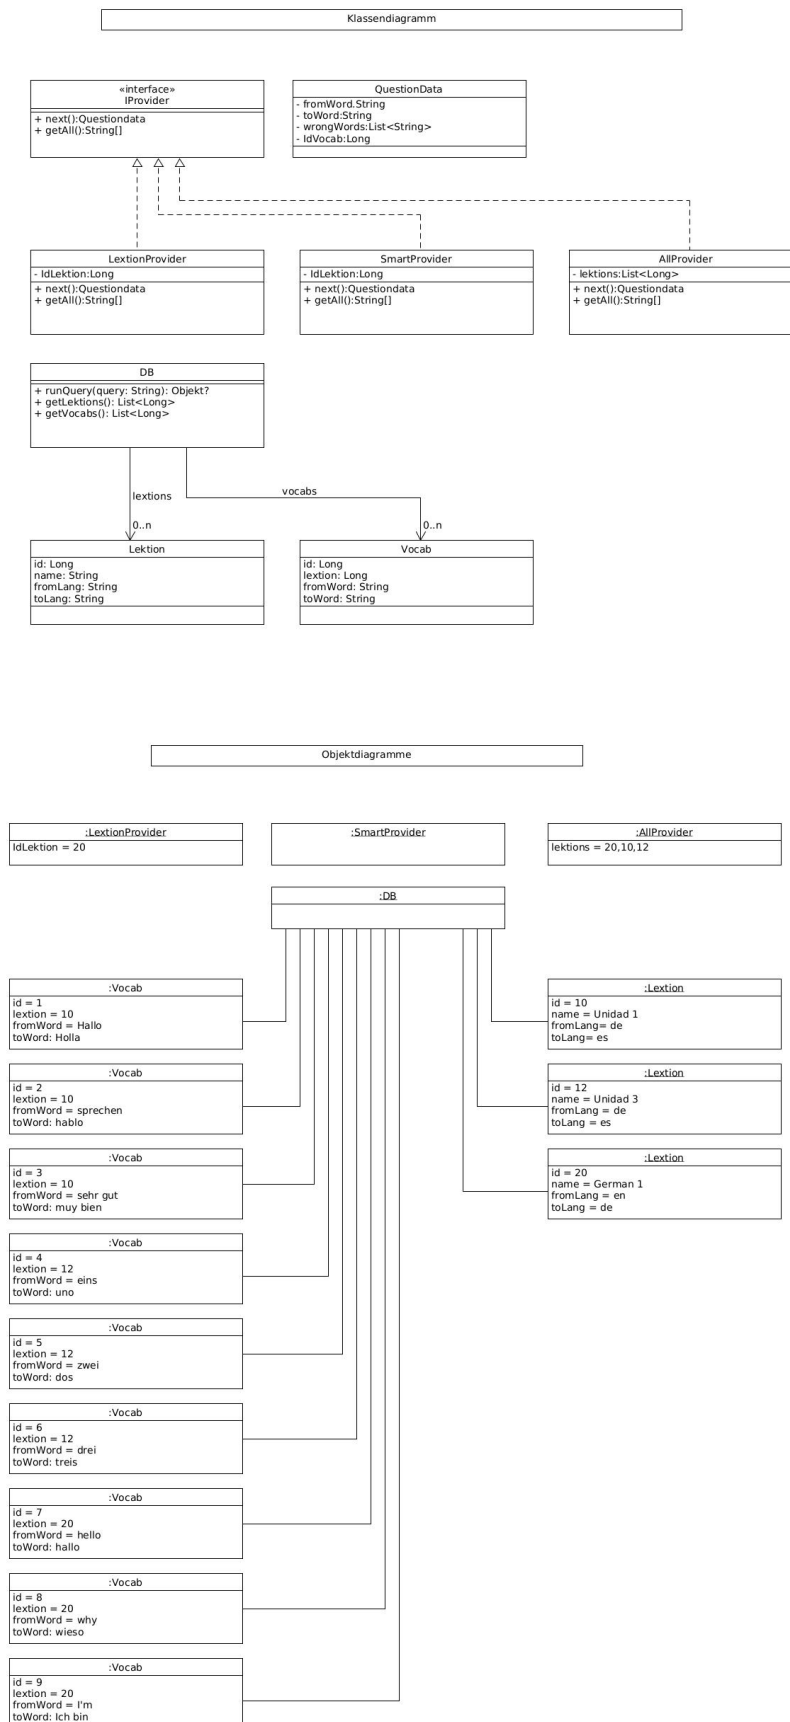 Klassendiagramm
«interface»
IProvider
+ next():Questiondata
+ getAll():String[]
QuestionData
- fromWord.String
- toWord:String
- wrongWords:List<String>
- IdVocab:Long
LextionProvider
- IdLektion:Long
+ next():Questiondata
+ getAll():String[]
SmartProvider
- IdLektion:Long
+ next():Questiondata
+ getAll():String[]
AllProvider
- lektions:List<Long>
+ next():Questiondata
+ getAll():String[]
DB
+ runQuery(query: String): Objekt?
+ getLektions(): List<Long>
+ getVocabs(): List<Long>
lextions
vocabs
0..n
0..n
Lektion
id: Long
name: String
fromLang: String
toLang: String
Vocab
id: Long
lextion: Long
fromWord: String
toWord: String
Objektdiagramme
:LextionProvider
IdLektion = 20
:SmartProvider
:AllProvider
lektions = 20,10,12
:DB
:Vocab
id = 1
lextion = 10
fromWord = Hallo
toWord: Holla
:Lextion
id = 10
name = Unidad 1
fromLang= de
toLang= es
:Vocab
id = 2
lextion = 10
fromWord = sprechen
toWord: hablo
:Lextion
id = 12
name = Unidad 3
fromLang = de
toLang = es
:Vocab
id = 3
lextion = 10
fromWord = sehr gut
toWord: muy bien
:Lextion
id = 20
name = German 1
fromLang = en
toLang = de
:Vocab
id = 4
lextion = 12
fromWord = eins
toWord: uno
:Vocab
id = 5
lextion = 12
fromWord = zwei
toWord: dos
:Vocab
id = 6
lextion = 12
fromWord = drei
toWord: treis
:Vocab
id = 7
lextion = 20
fromWord = hello
toWord: hallo
:Vocab
id = 8
lextion = 20
fromWord = why
toWord: wieso
:Vocab
id = 9
lextion = 20
fromWord = I'm
toWord: Ich bin